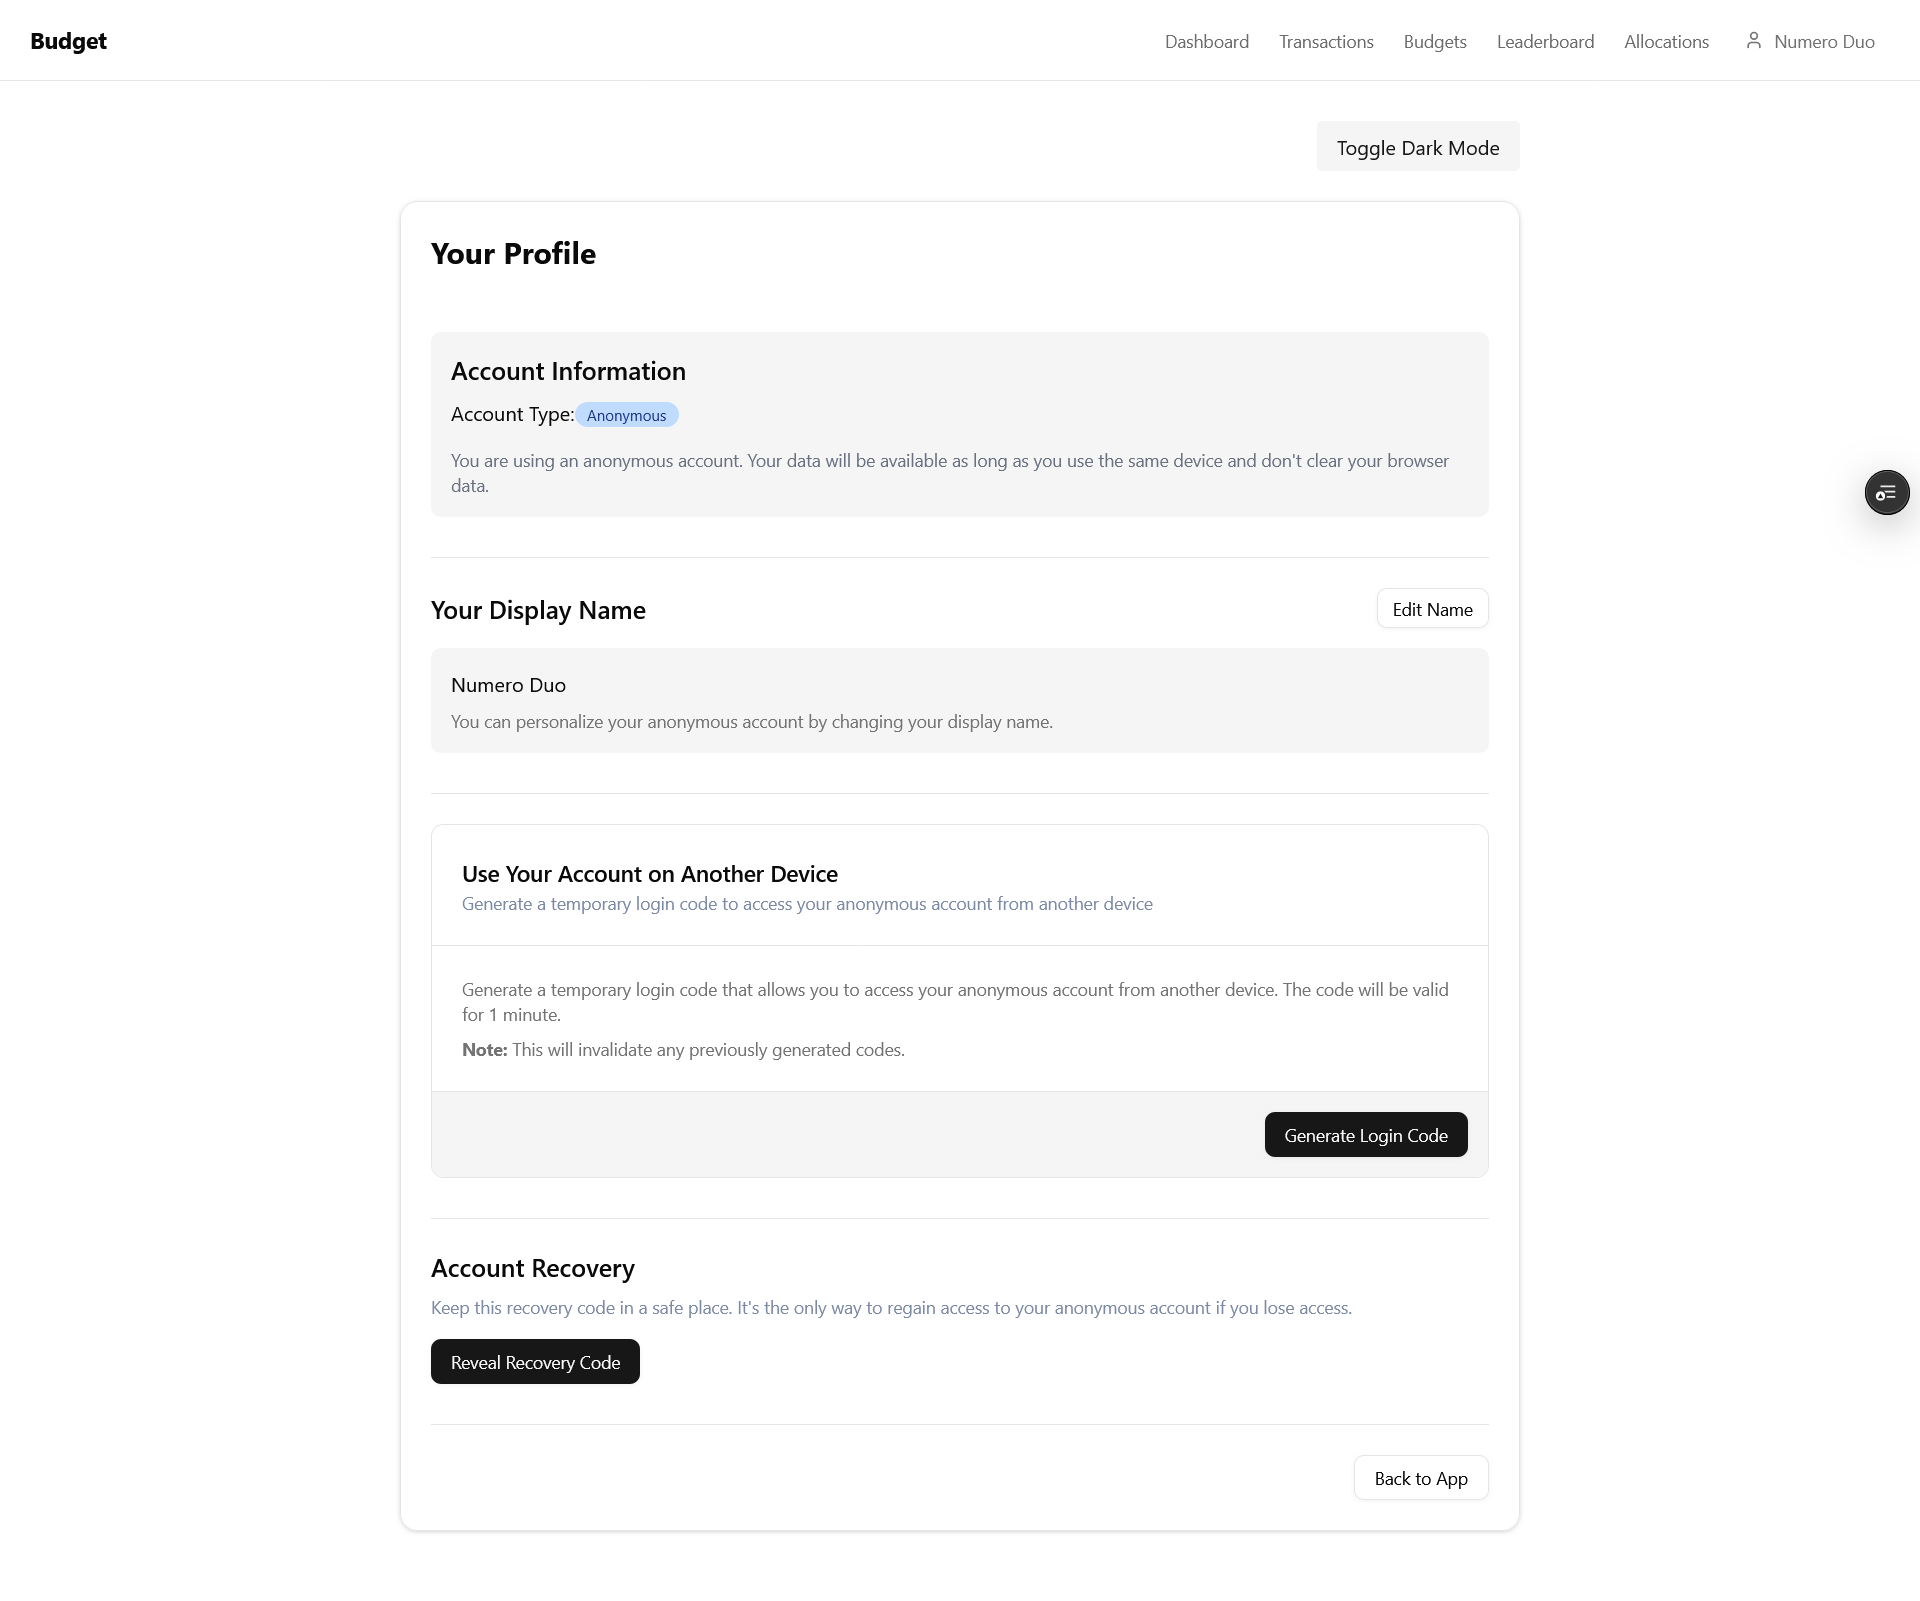 Budget
Dashboard Transactions Budgets Leaderboard Allocations Numero Duo
Toggle Dark Mode
Your Profile
Account Information
Account Type: Anonymous
You are using an anonymous account. Your data will be available as long as you use the same device and don't clear your browser
data.
Your Display Name
Edit Name
Numero Duo
You can personalize your anonymous account by changing your display name.
Use Your Account on Another Device
Generate a temporary login code to access your anonymous account from another device
Generate a temporary login code that allows you to access your anonymous account from another device. The code will be valid
for 1 minute.
Note: This will invalidate any previously generated codes.
Generate Login Code
Account Recovery
Keep this recovery code in a safe place. It's the only way to regain access to your anonymous account if you lose access.
Reveal Recovery Code
Back to App